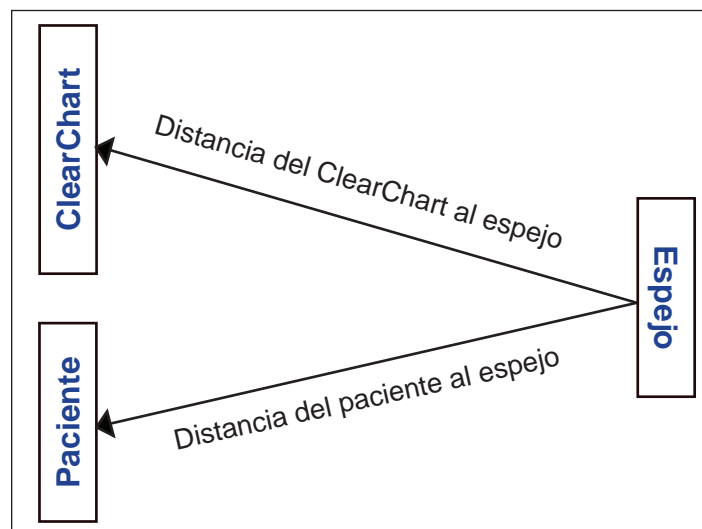 ClearChart
Distancia del ClearChart al espejo
Espejo
Distancia del paciente al espejo
Paciente